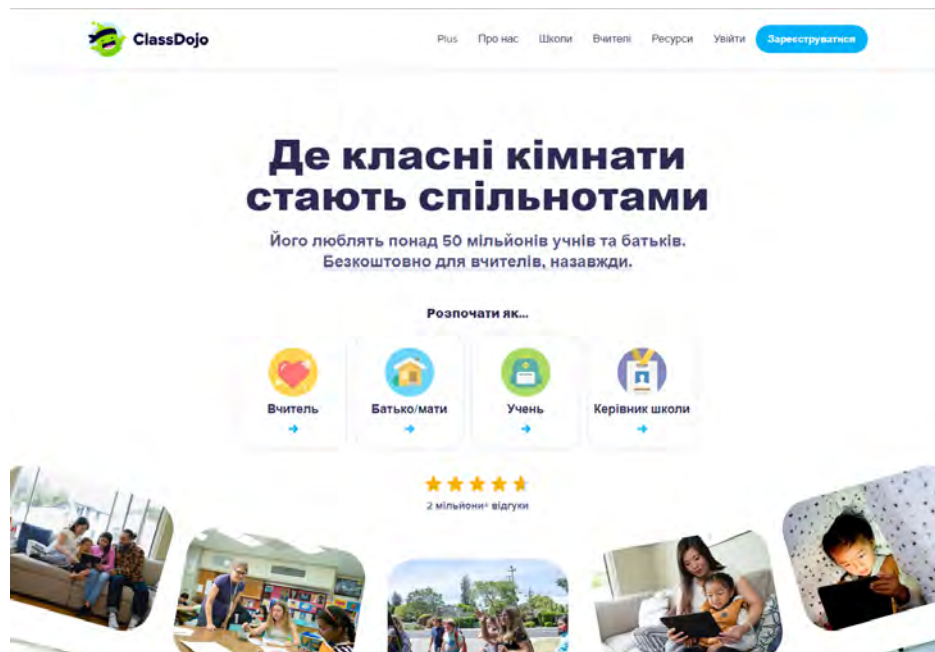 ClassDojo
Plus Про нас Школи Вчителі Ресурси Увійти Зареєструватися
Де класні кімнати
стають спільнотами
Його люблять понад 50 мільйонів учнів та батьків.
Безкоштовно для вчителів, назавжди.
Розпочати як...
Вчитель Батько/мати Учень Керівник школи
2 мільйони+ відгуки